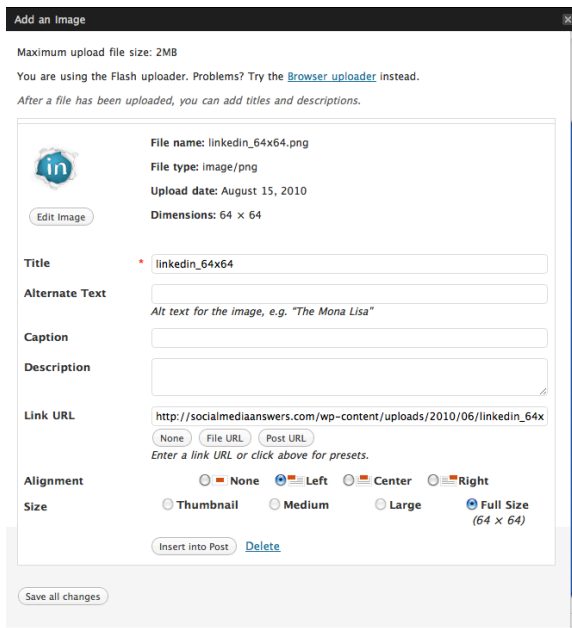 Add an Image
Maximum upload file size: 2MB
You are using the Flash uploader. Problems? Try the Browser uploader instead.
After a file has been uploaded, you can add titles and descriptions.
in
File name: linkedin_64x64.png
File type: image/png
Upload date: August 15, 2010
Edit Image
Dimensions: 64 × 64
Title * linkedin_64x64
Alternate Text
Alt text for the image, e.g. "The Mona Lisa"
Caption
Description
Link URL http://socialmediaanswers.com/wp-content/uploads/2010/06/linkedin_64x
None File URL Post URL
Enter a link URL or click above for presets.
Alignment None Left Center Right
Size Thumbnail Medium Large Full Size
(64 × 64)
Insert into Post Delete
Save all changes